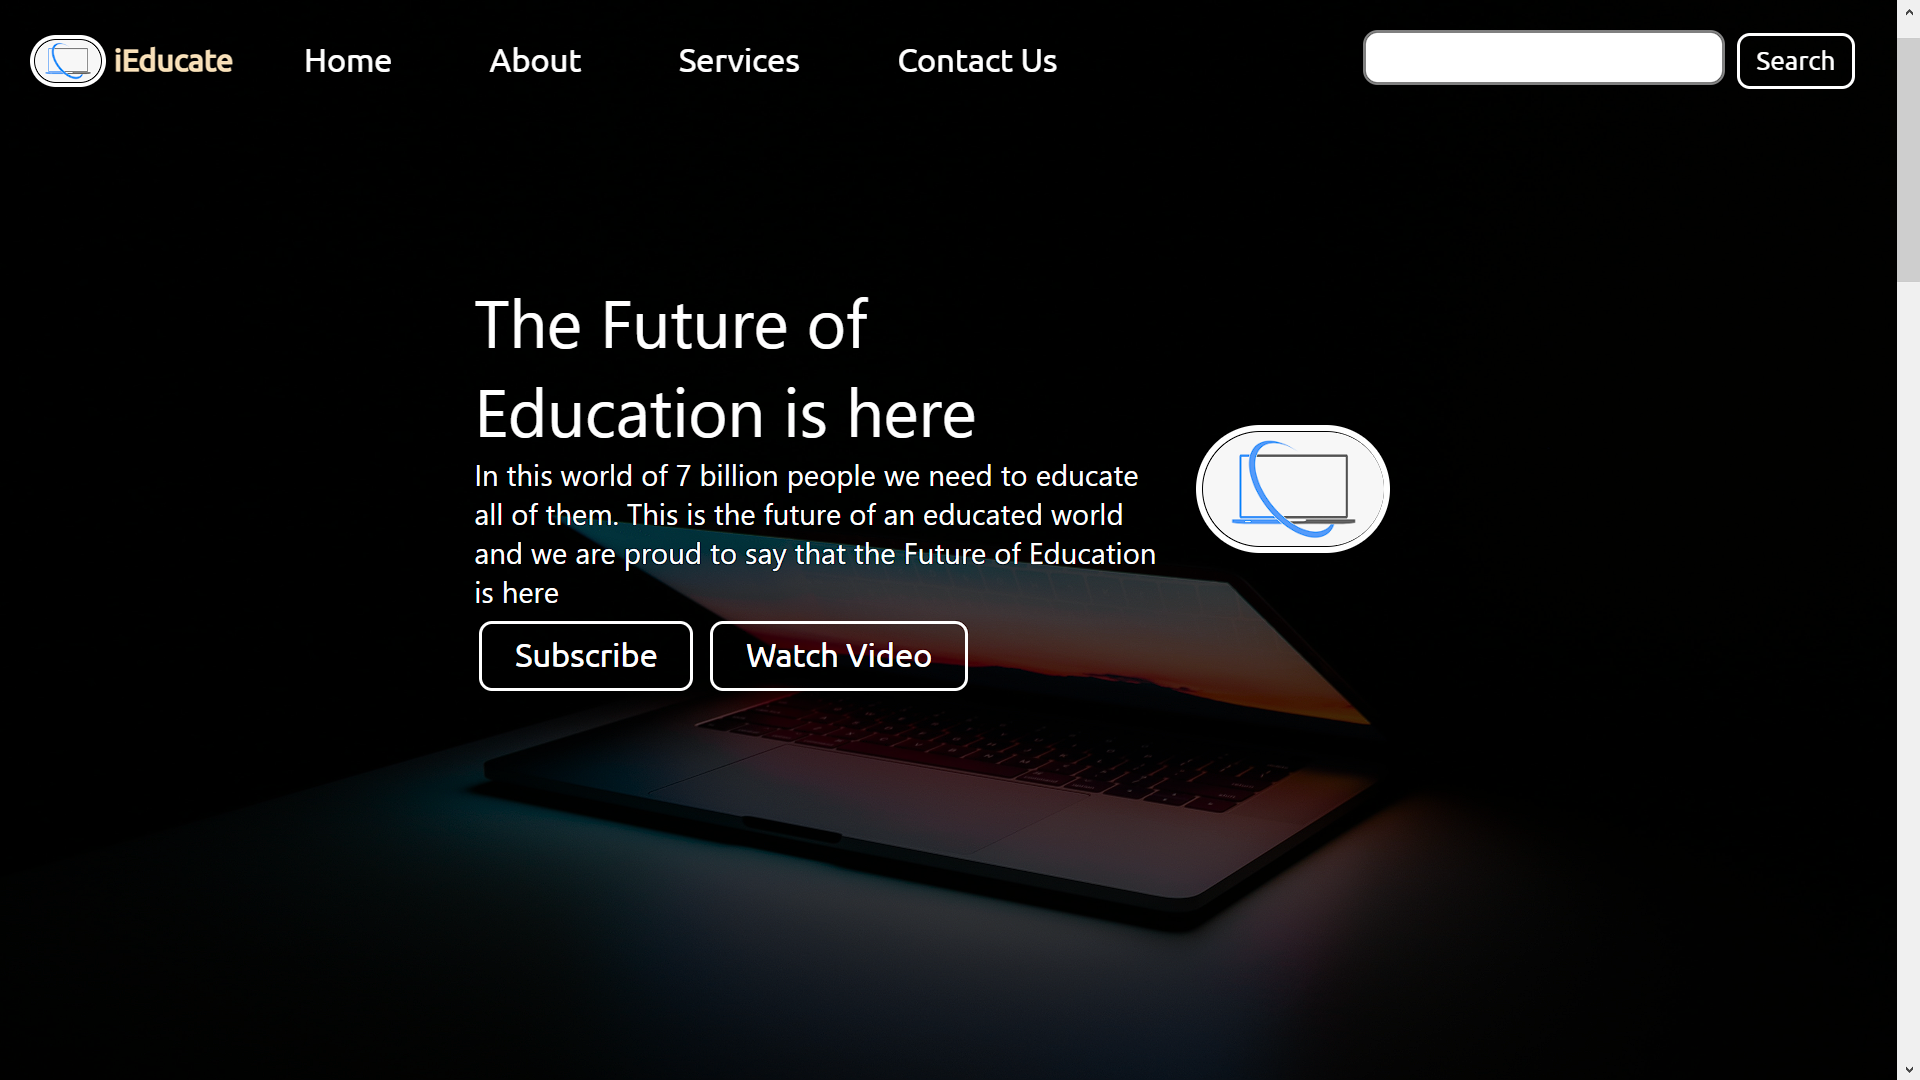 iEducate Home About Services Contact Us Search
The Future of
Education is here
In this world of 7 billion people we need to educate
all of them. This is the future of an educated world
and we are proud to say that the Future of Education
is here
Subscribe Watch Video